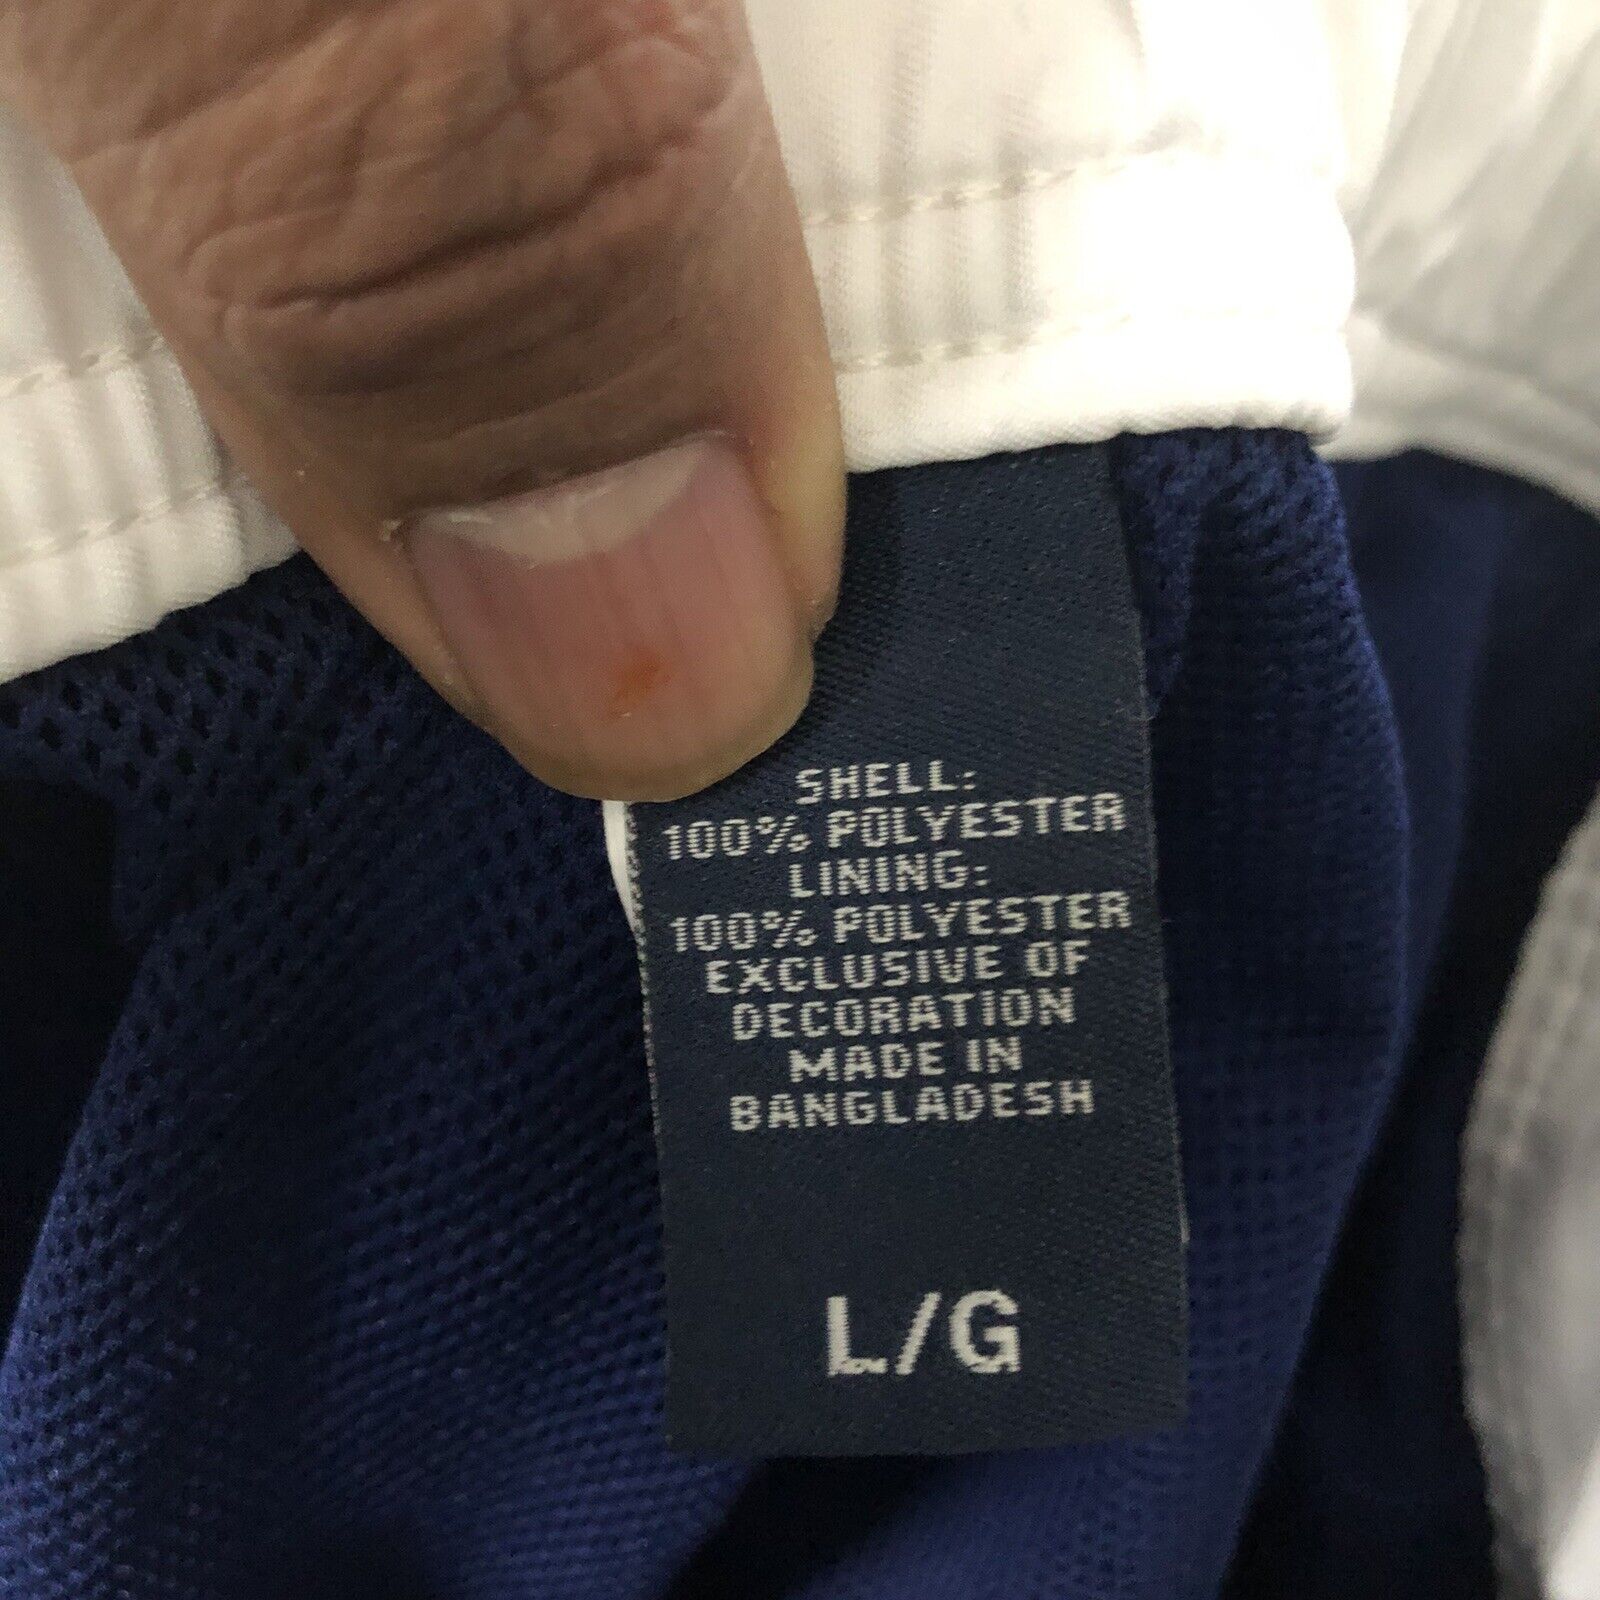 SHELL:
100% POLYESTER
LINING:
100% POLYESTER
EXCLUSIVE OF
DECORATION
MADE IN
BANGLADESH
L/G